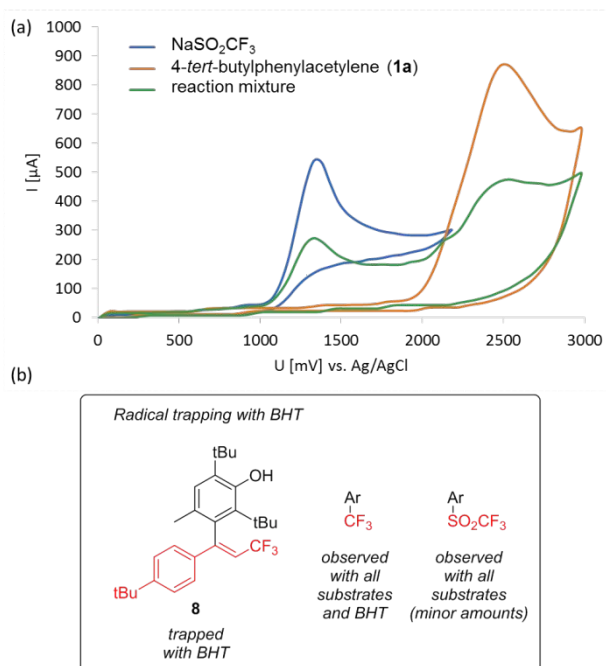 (a)
NaSO2CF3
4-tert-butylphenylacetylene (1a)
reaction mixture
1000
900
800
700
600
500
400
300
200
100
0
I [µA]
0
500
1000
1500
2000
2500
3000
U [mV] vs. Ag/AgCl
(b)
Radical trapping with BHT
tBu
OH
tBu
CF3
tBu
8
trapped
with BHT
Ar
CF3
observed
with all
substrates
and BHT
Ar
SO2CF3
observed
with all
substrates
(minor amounts)